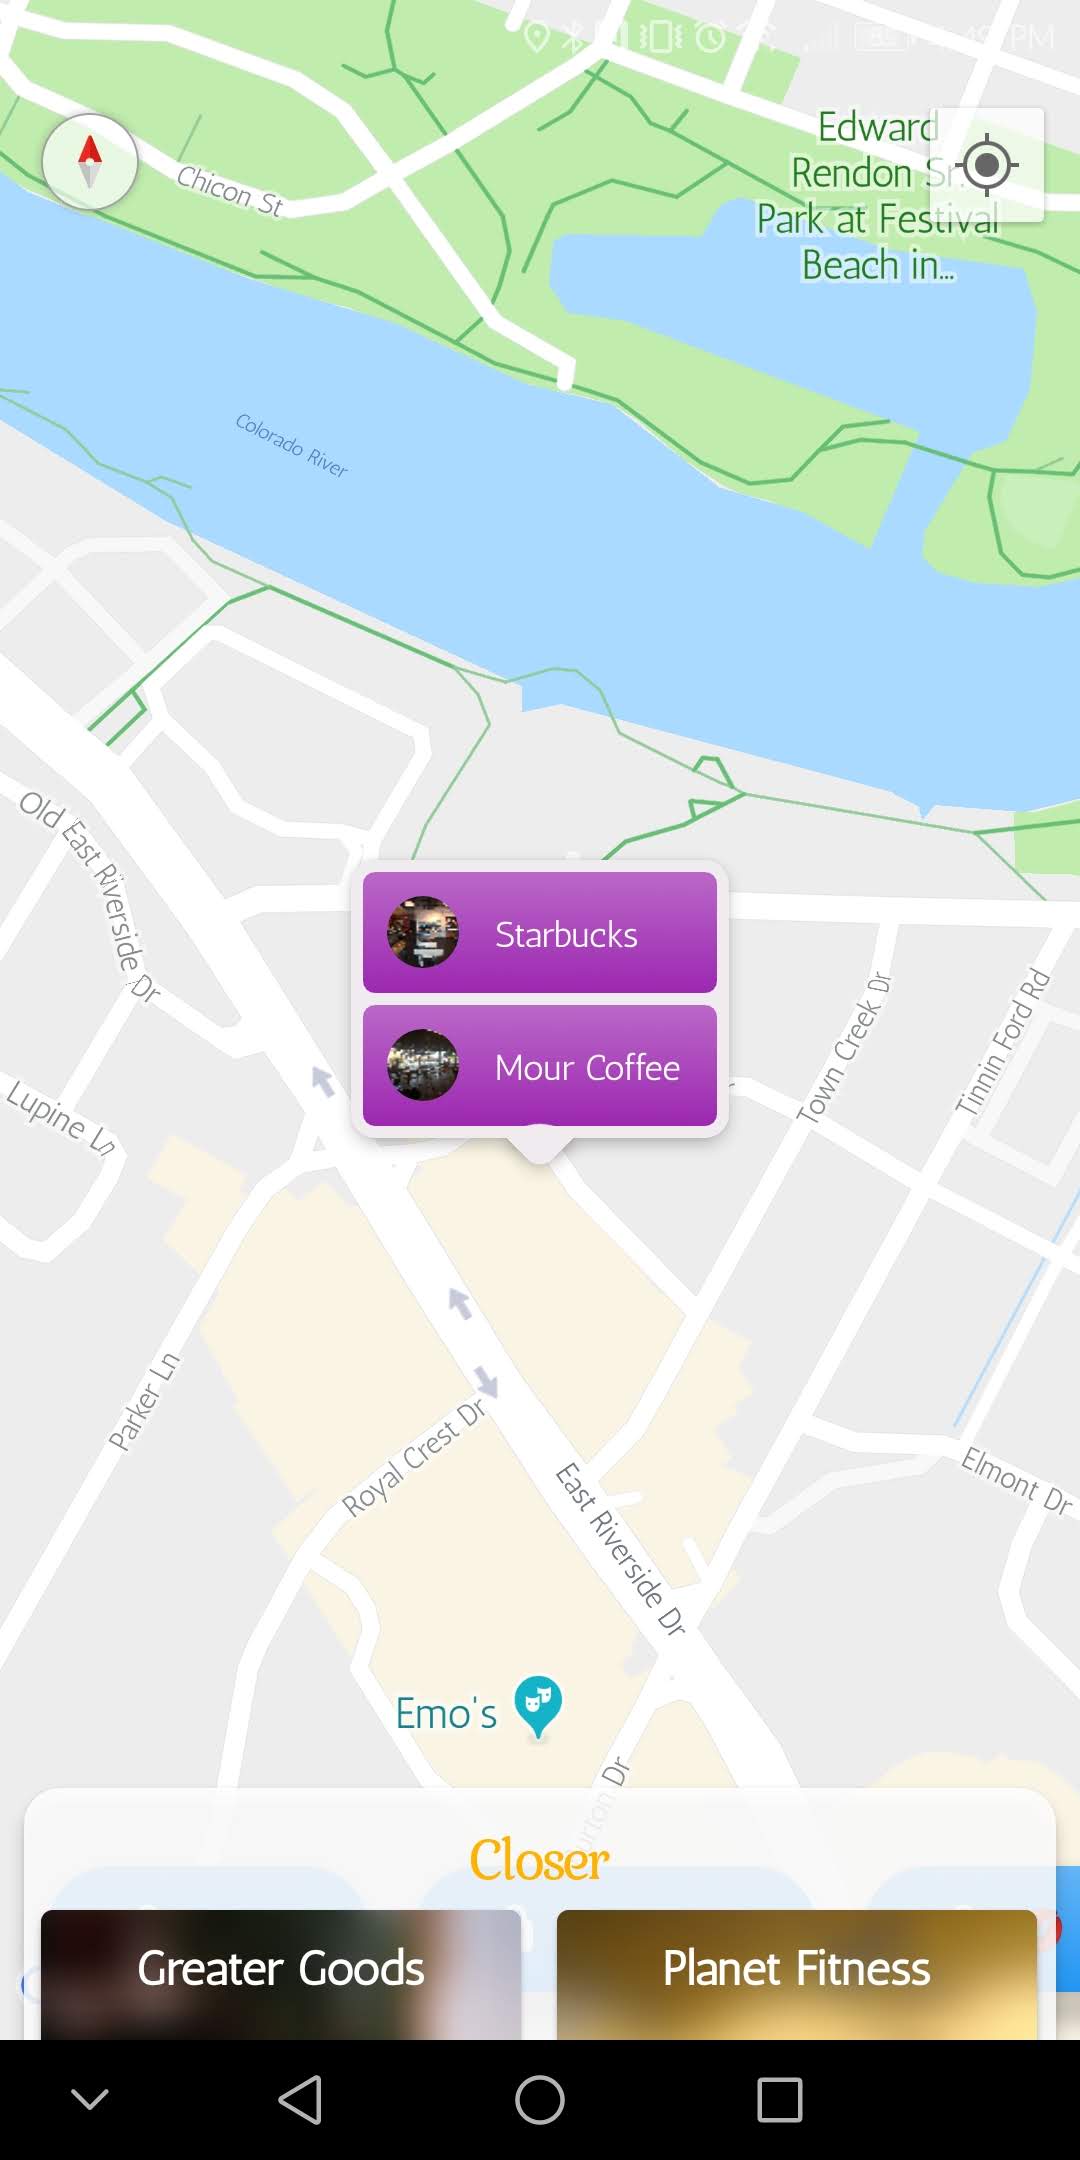 PM
Edward
Rendon Sr.
Park at Festival
Beach in...
Chicon St
Colorado River
Old East Riverside Dr
Starbucks
Mour Coffee
Town Creek Dr
Tinnin Ford Rd
Lupine Ln
Parker Ln
Royal Crest Dr
East Riverside Dr
Elmont Dr
Emo's
Dr
Closer
Greater Goods
Planet Fitness